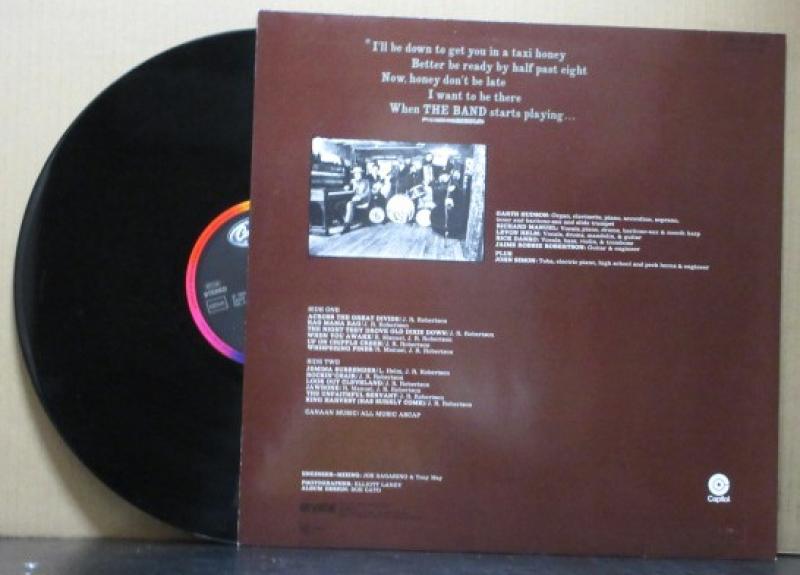 "I'll be down to get you in a taxi honey
Better be ready by half past eight
Now, honey don't be late
I want to be there
When THE BAND starts playing...
GARTH HUDSON: Organ, clavinette, piano, accordion, soprano,
tenor and baritone-sax and slide trumpet
RICHARD MANUEL: Vocals, piano, drums, baritone-sax & mouth harp
LEVON HELM: Vocals, drums, mandolin, & guitar
RICK DANKO: Vocals, bass, violin, & trombone
JAIME ROBBIE ROBERTSON: Guitar & engineer
PLUS
JOHN SIMON: Tuba, electric piano, high school and peck horns & engineer
SIDE ONE
ACROSS THE GREAT DIVIDE/J. R. Robertson
RAG MAMA RAG/J. R. Robertson
THE NIGHT THEY DROVE OLD DIXIE DOWN/J. R. Robertson
WHEN YOU AWAKE/R. Manuel, J. R. Robertson
UP ON CRIPPLE CREEK/J. R. Robertson
WHISPERING PINES/R. Manuel, J. R. Robertson
SIDE TWO
JEMIMA SURRENDER/L. Helm, J. R. Robertson
ROCKIN' CHAIR/J. R. Robertson
LOOK OUT CLEVELAND/J. R. Robertson
JAWBONE/R. Manuel, J. R. Robertson
THE UNFAITHFUL SERVANT/J. R. Robertson
KING HARVEST (HAS SURELY COME)/J. R. Robertson
CANAAN MUSIC/ALL MUSIC ASCAP
ENGINEER—MIXING: JOE ZAGARINO & Tony May
PHOTOGRAPHER: ELLIOTT LANDY
ALBUM DESIGN: BOB CATO
Capitol
STEREO